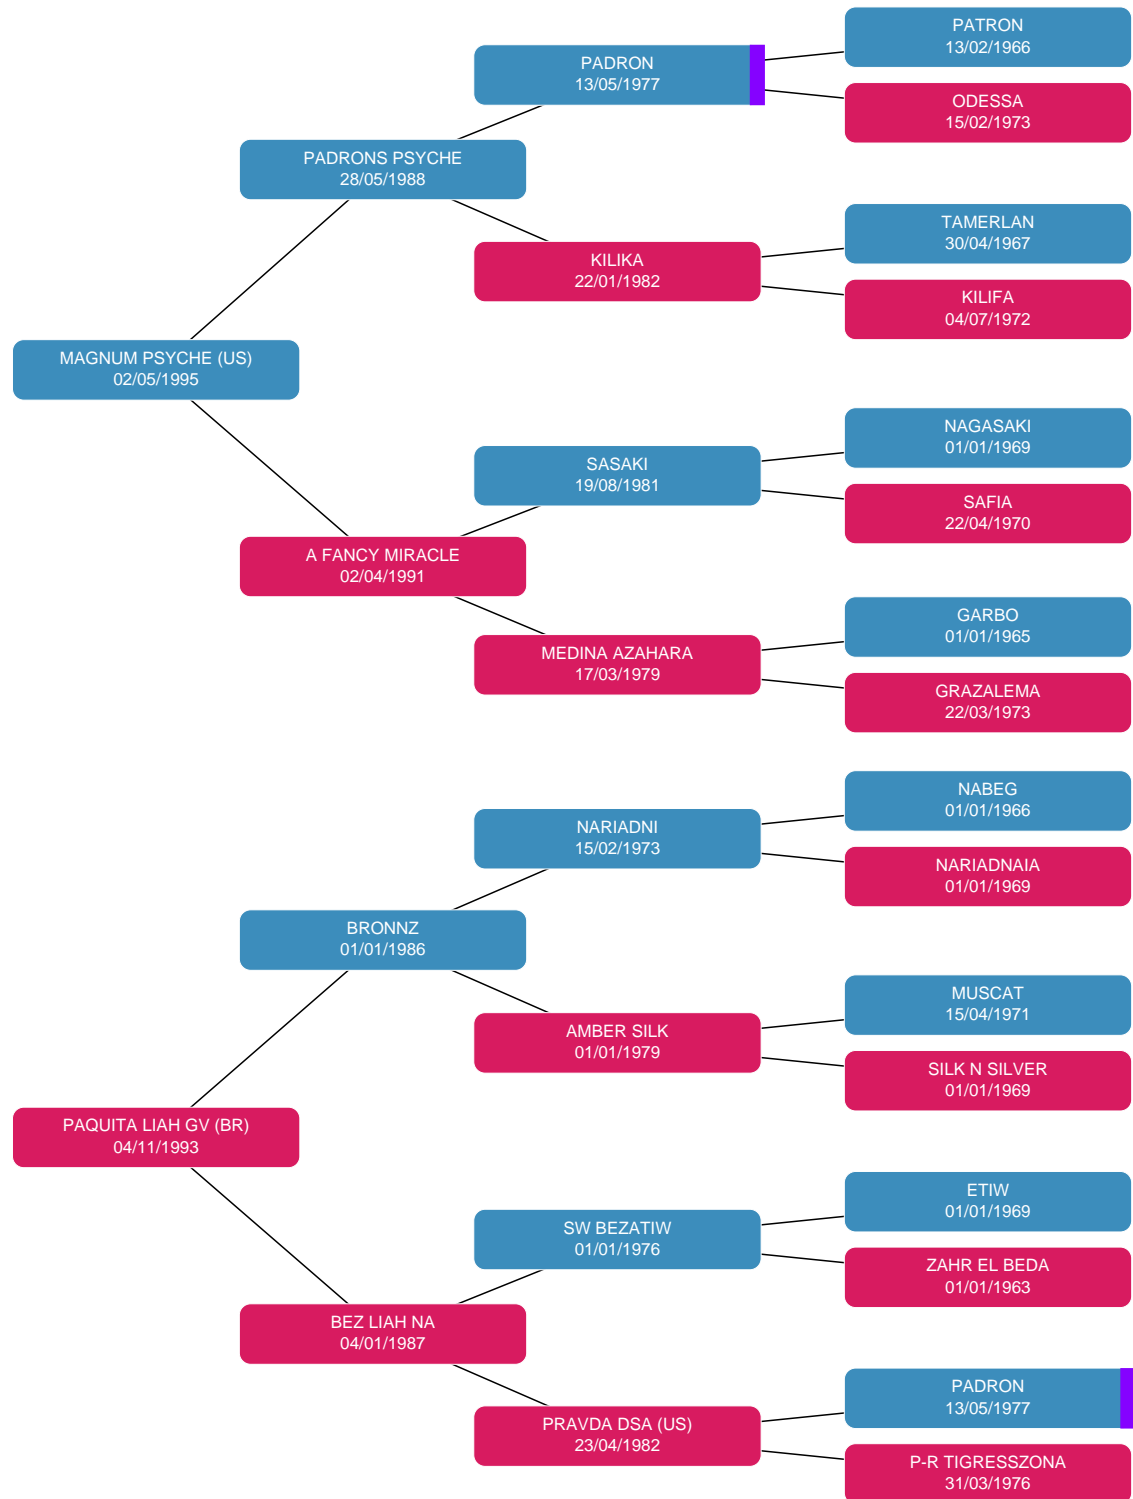 PATRON
13/02/1966
PADRON
13/05/1977
ODESSA
15/02/1973
PADRONS PSYCHE
28/05/1988
TAMERLAN
30/04/1967
KILIKA
22/01/1982
KILIFA
04/07/1972
MAGNUM PSYCHE (US)
02/05/1995
NAGASAKI
01/01/1969
SASAKI
19/08/1981
SAFIA
22/04/1970
A FANCY MIRACLE
02/04/1991
GARBO
01/01/1965
MEDINA AZAHARA
17/03/1979
GRAZALEMA
22/03/1973
NABEG
01/01/1966
NARIADNI
15/02/1973
NARIADNAIA
01/01/1969
BRONNZ
01/01/1986
MUSCAT
15/04/1971
AMBER SILK
01/01/1979
SILK N SILVER
01/01/1969
PAQUITA LIAH GV (BR)
04/11/1993
ETIW
01/01/1969
SW BEZATIW
01/01/1976
ZAHR EL BEDA
01/01/1963
BEZ LIAH NA
04/01/1987
PADRON
13/05/1977
PRAVDA DSA (US)
23/04/1982
P-R TIGRESSZONA
31/03/1976